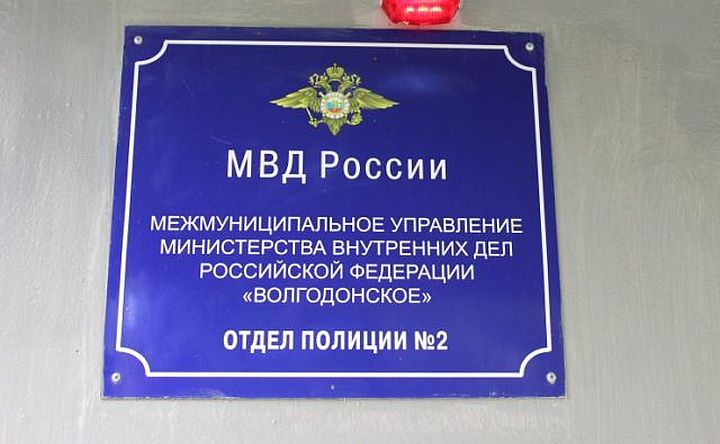 МВД России
МЕЖМУНИЦИПАЛЬНОЕ УПРАВЛЕНИЕ
МИНИСТЕРСТВА ВНУТРЕННИХ ДЕЛ
РОССИЙСКОЙ ФЕДЕРАЦИИ
«ВОЛГОДОНСКОЕ»
ОТДЕЛ ПОЛИЦИИ №2